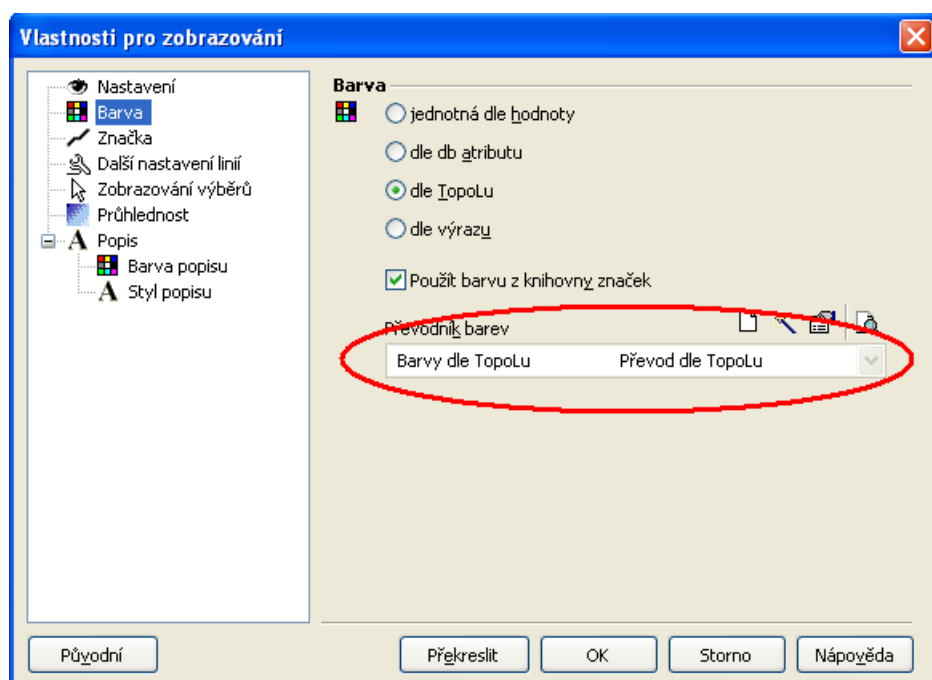 Vlastnosti pro zobrazování
Nastavení
Barva
Značka
Další nastavení linií
Zobrazování výběrů
Průhlednost
A Popis
Barva popisu
A Styl popisu
Barva
jednotná dle hodnoty
dle db atributu
dle TopoLu
dle výrazu
Použít barvu z knihovny značek
Převodník barev
Barvy dle TopoLu Převod dle TopoLu
Původní Překreslit OK Storno Nápověda